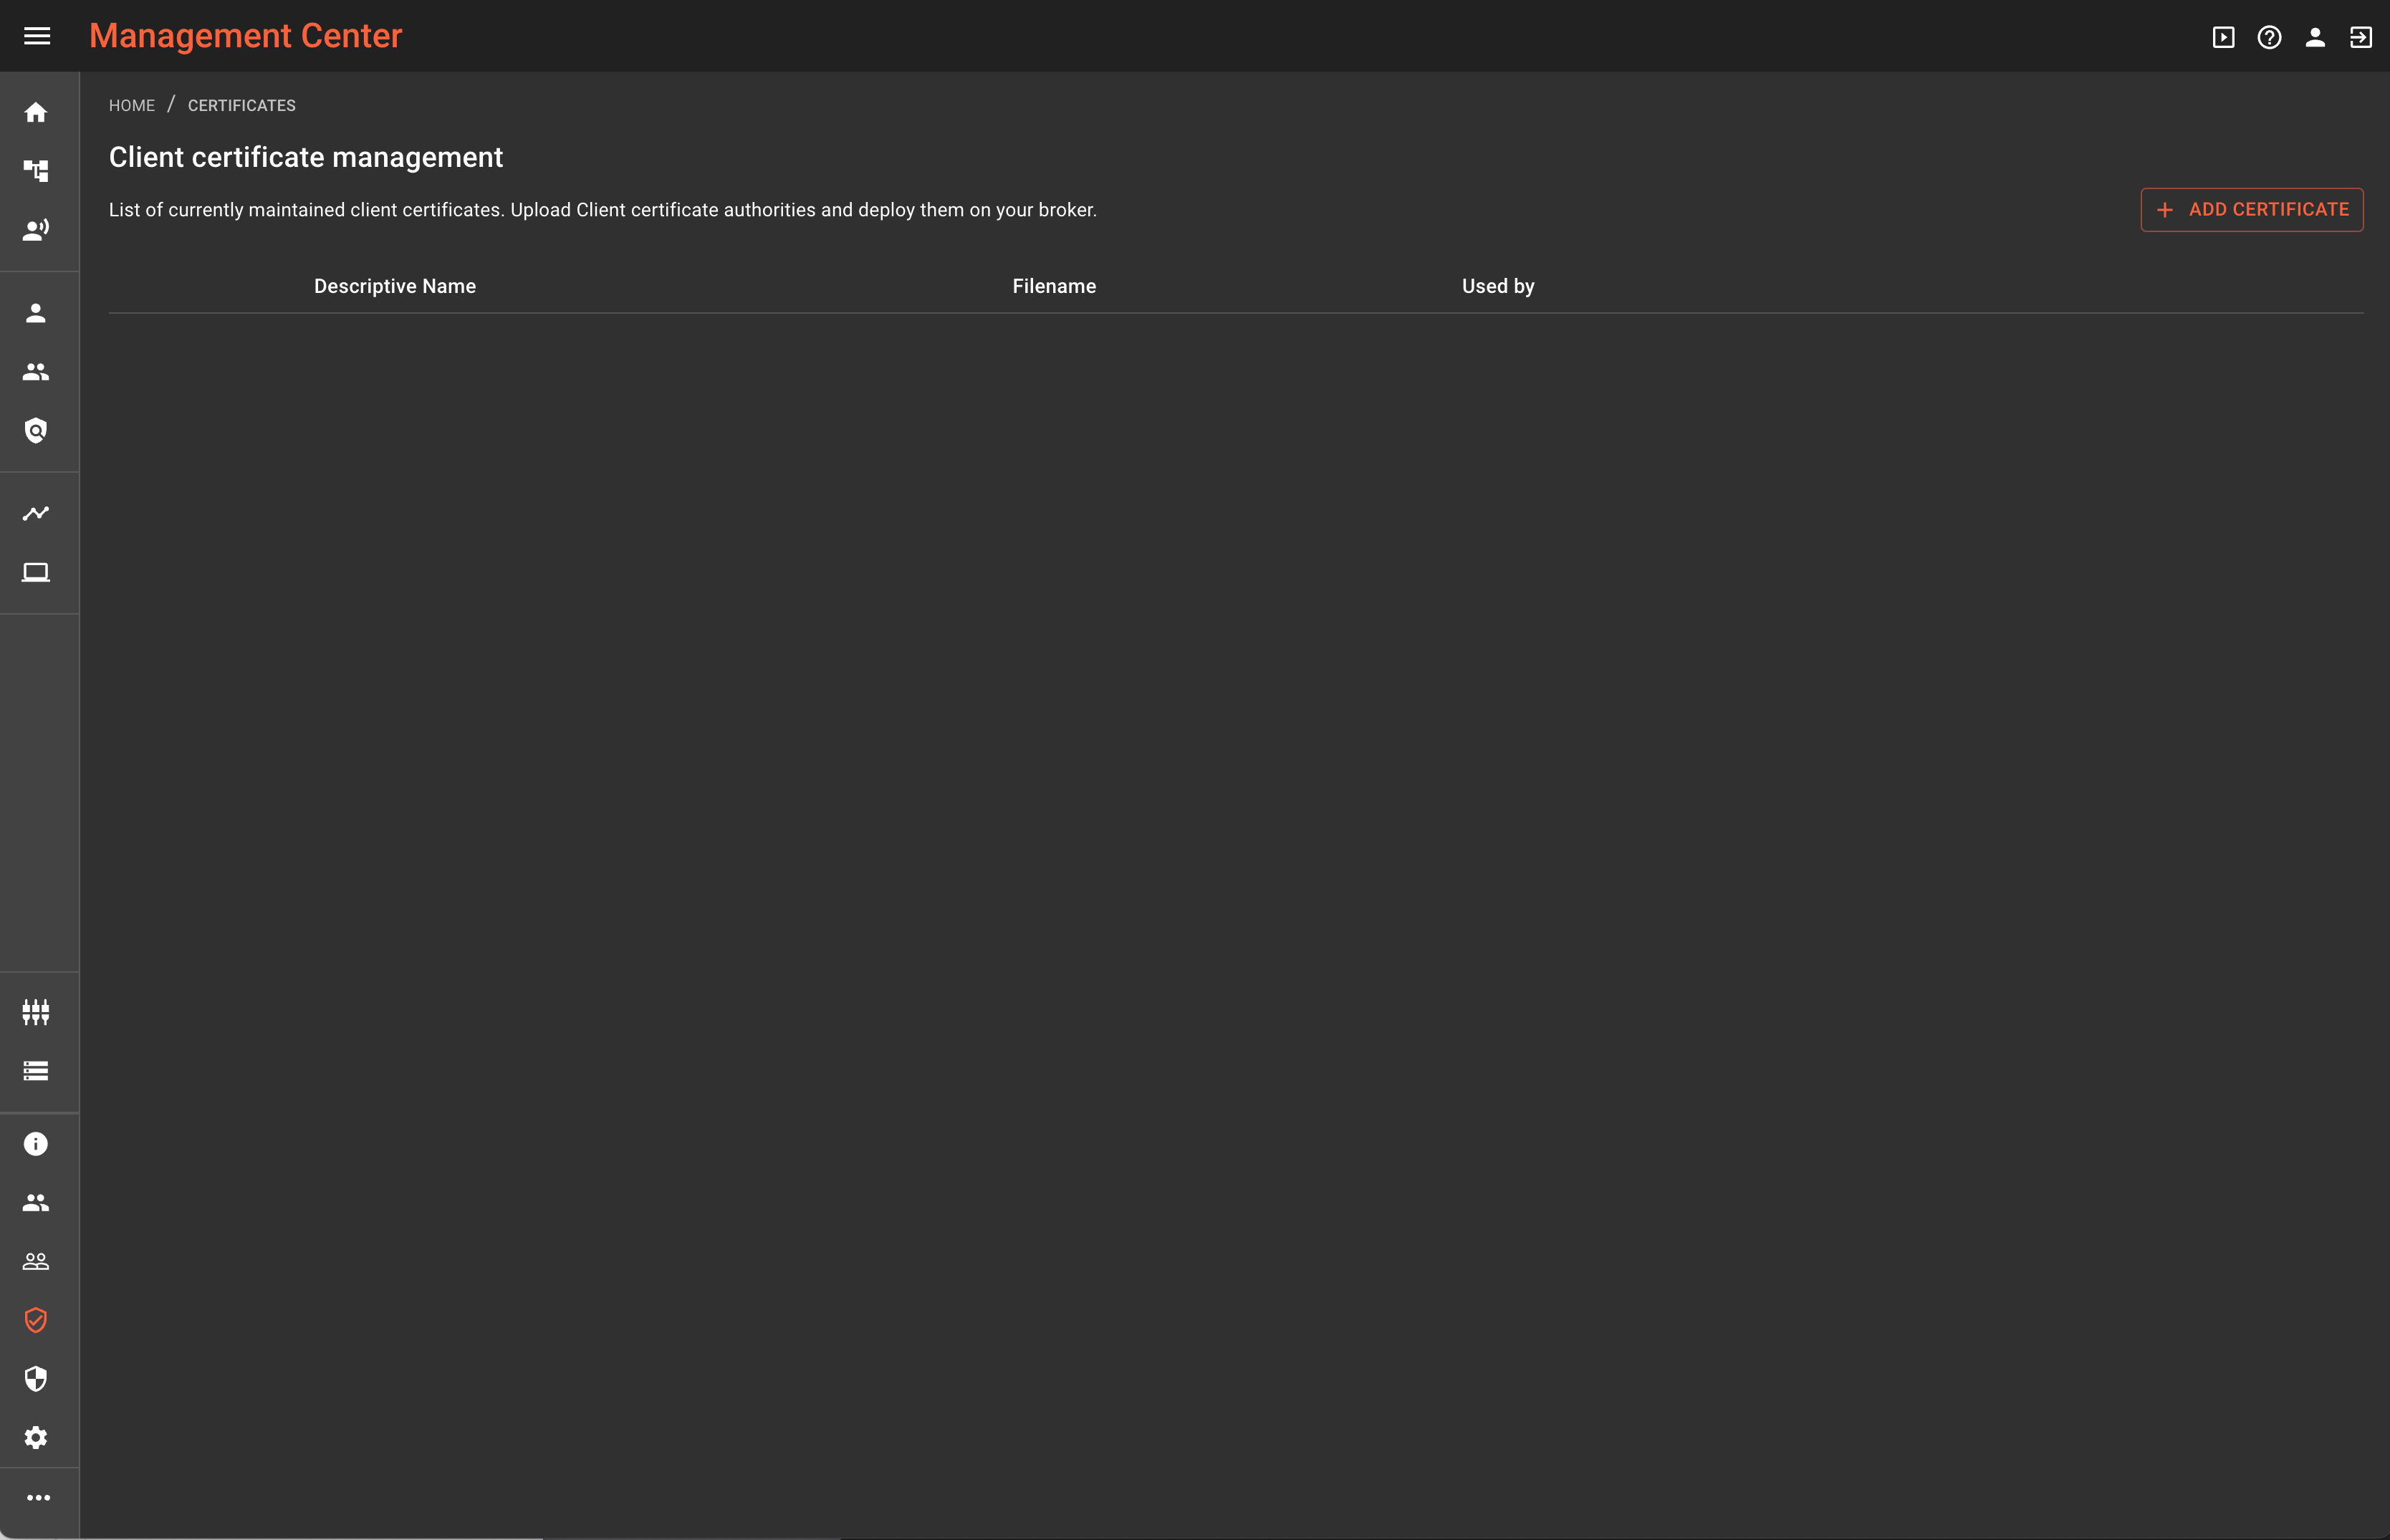 Management Center
HOME / CERTIFICATES
Client certificate management
List of currently maintained client certificates. Upload Client certificate authorities and deploy them on your broker.
ADD CERTIFICATE
Descriptive Name Filename Used by